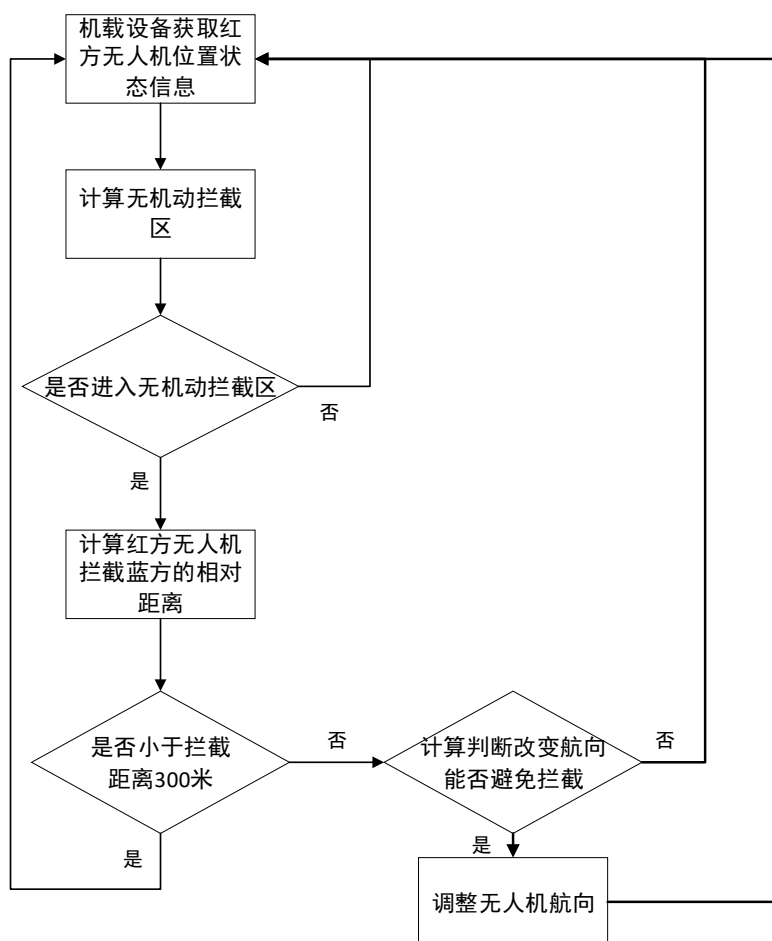 机载设备获取红
方无人机位置状
态信息
计算无机动拦截
区
是否进入无机动拦截区
否
是
计算红方无人机
拦截蓝方的相对
距离
是否小于拦截
距离300米
否
是
计算判断改变航向
能否避免拦截
否
是
调整无人机航向